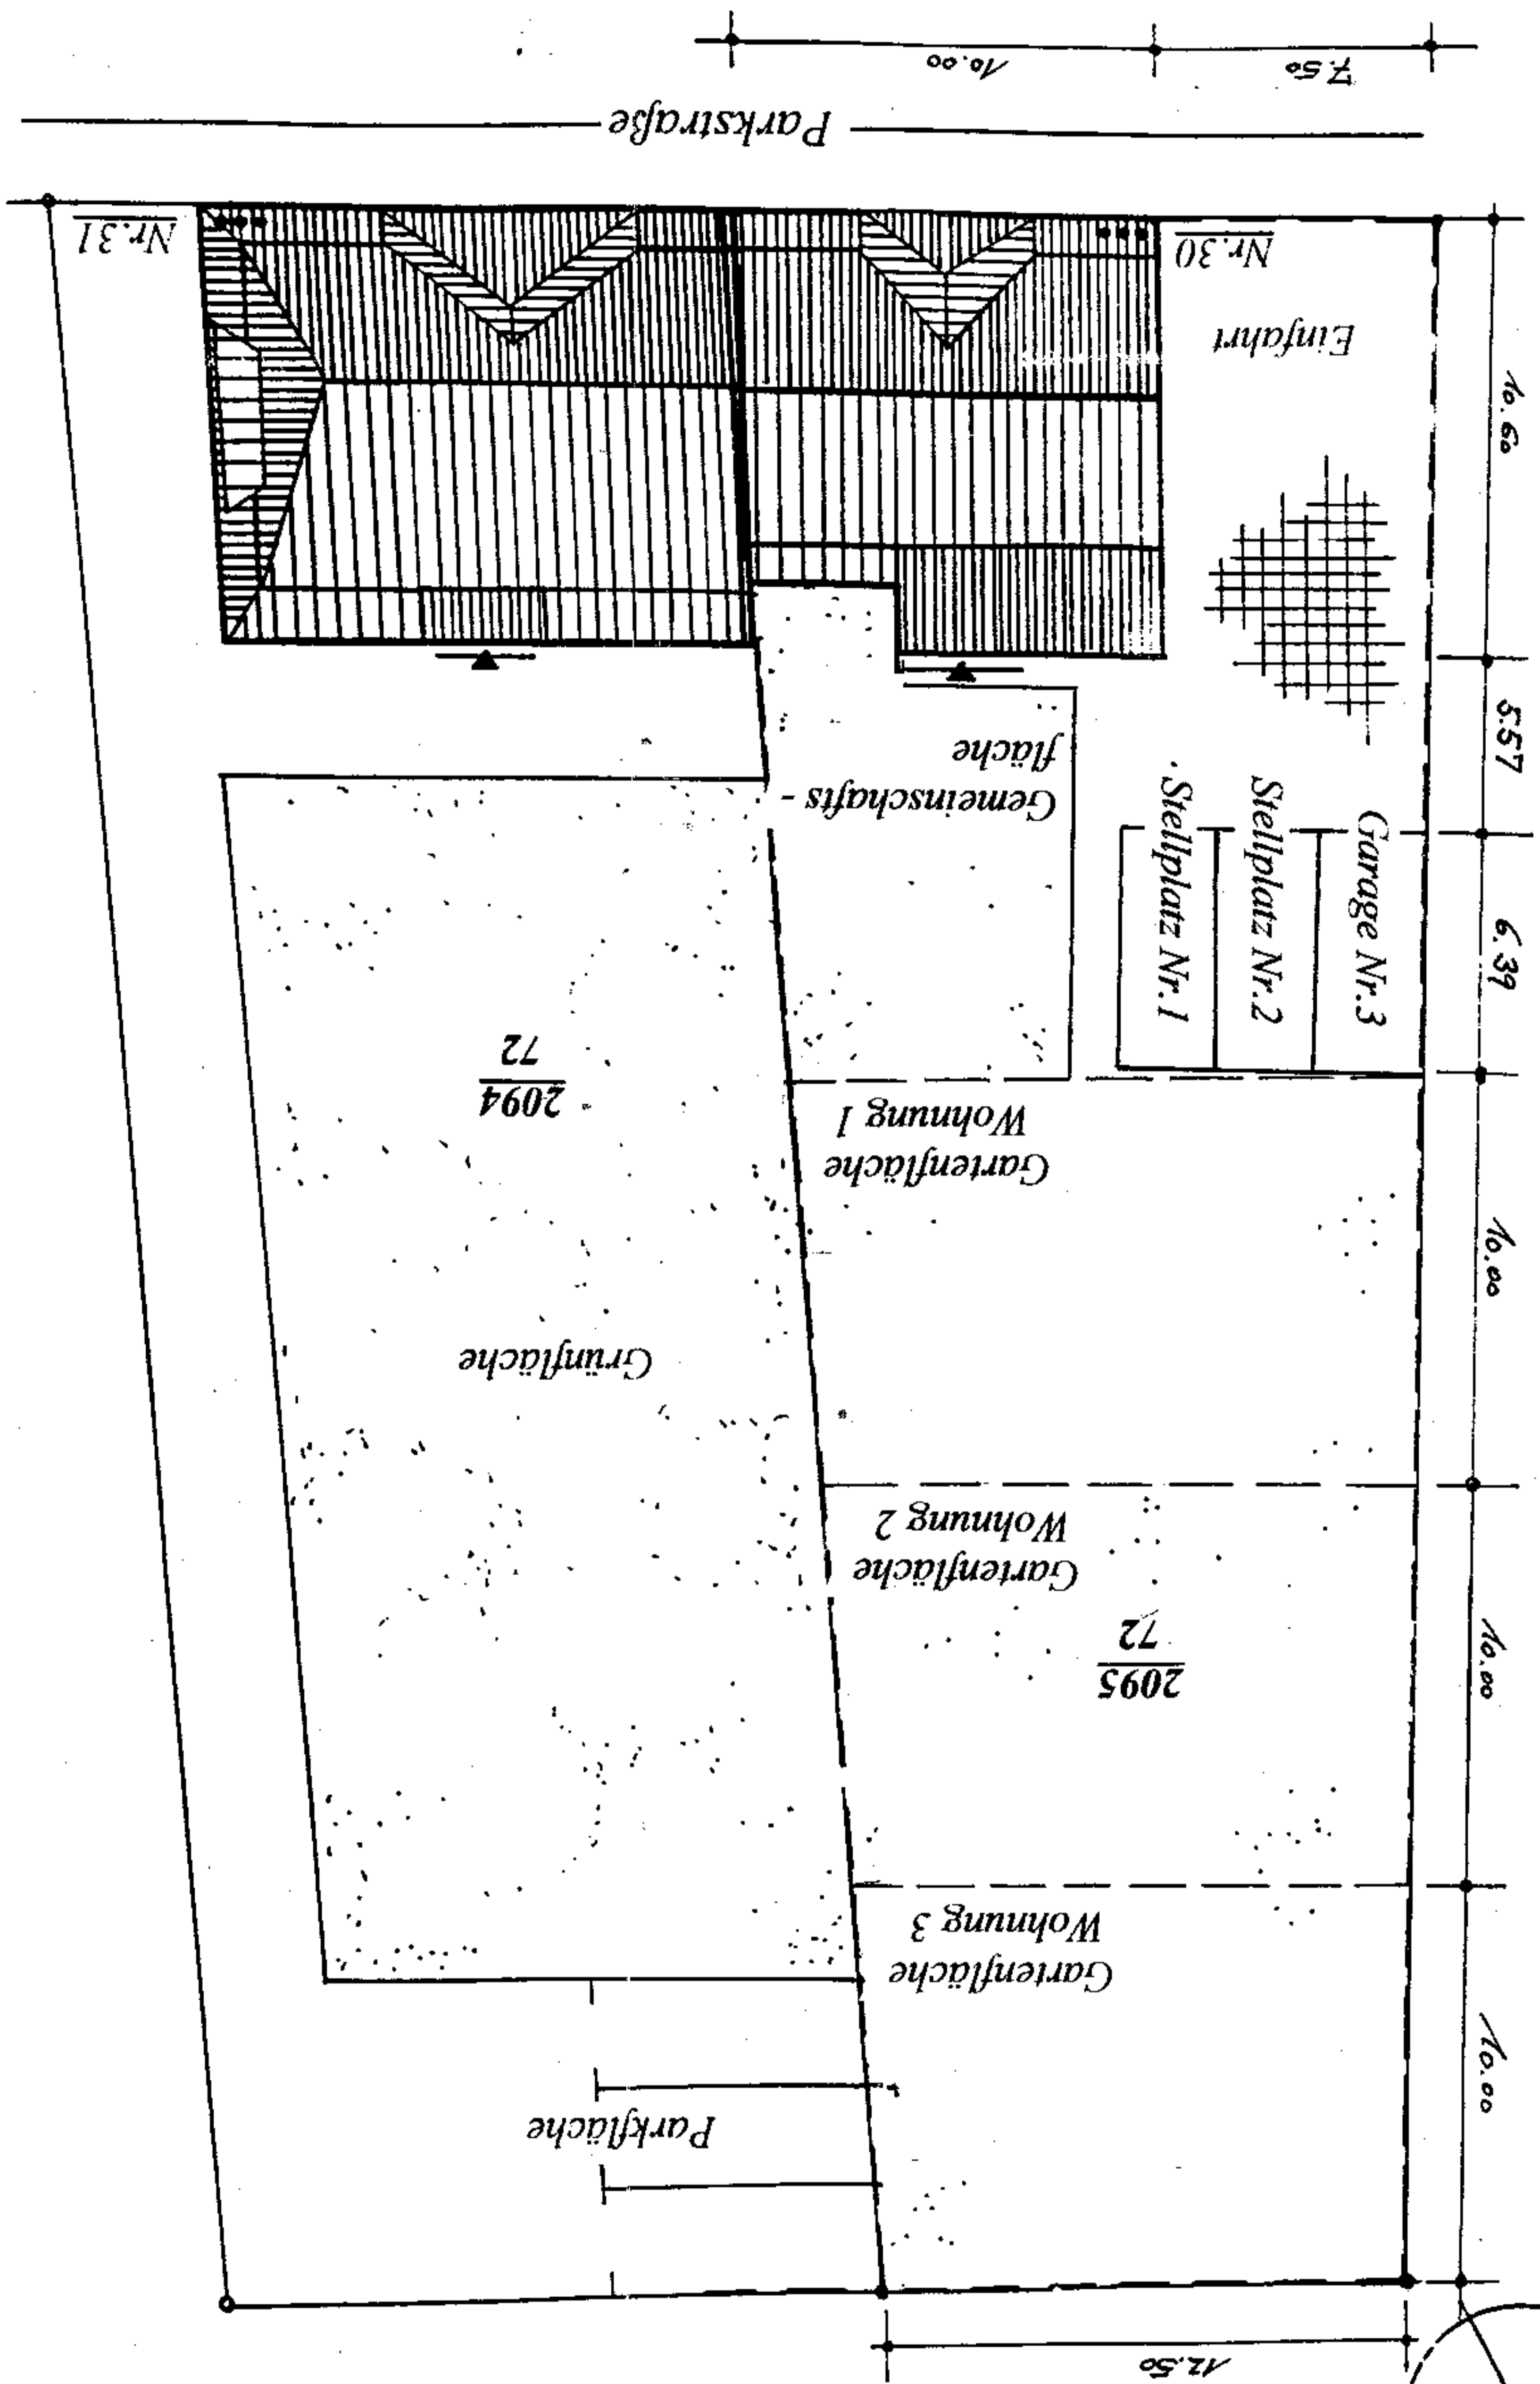 12.50
Parkfläche
10.00
Gartenfläche
Wohnung 3
10.00
2095
72
Gartenfläche
Wohnung 2
10.00
Grünfläche
Gartenfläche
Wohnung 1
2094
72
6.39
Garage Nr.3
Stellplatz Nr.2
Stellplatz Nr.1
Gemeinschafts -
fläche
5.57
10.60
Einfahrt
Nr.30
Nr.31
Parkstraße
7.50
10.00